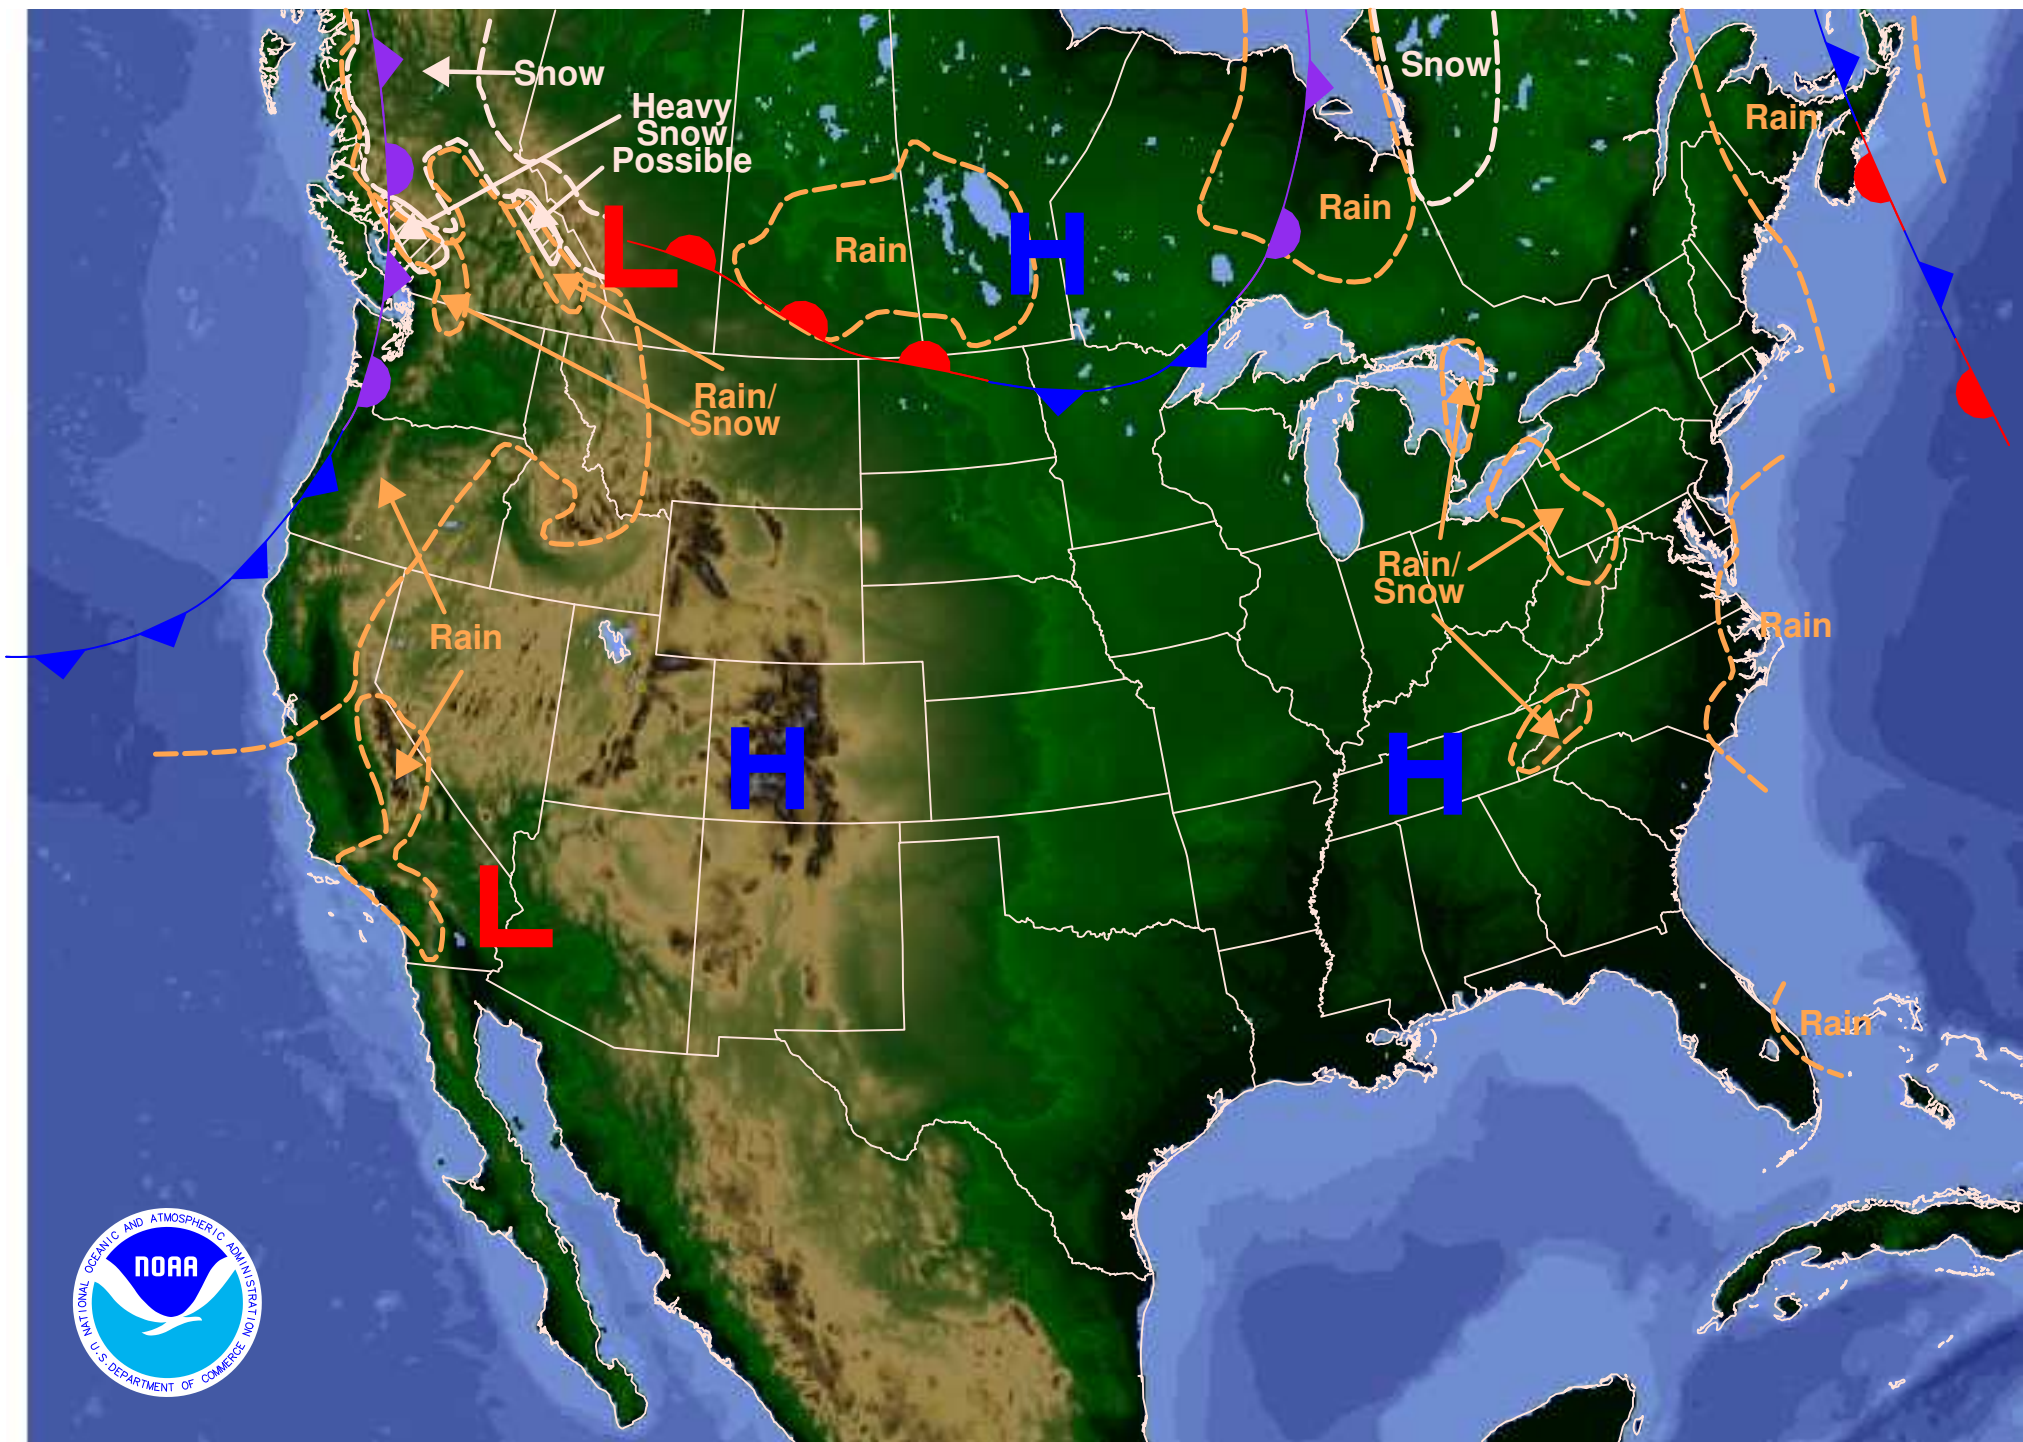 Snow
Heavy
Snow
Possible
Snow
Rain
Rain
Rain
L
H
Rain/
Snow
Rain/
Snow
Rain
Rain
H
H
L
Rain
NATIONAL OCEANIC AND ATMOSPHERIC ADMINISTRATION
NOAA
U.S. DEPARTMENT OF COMMERCE